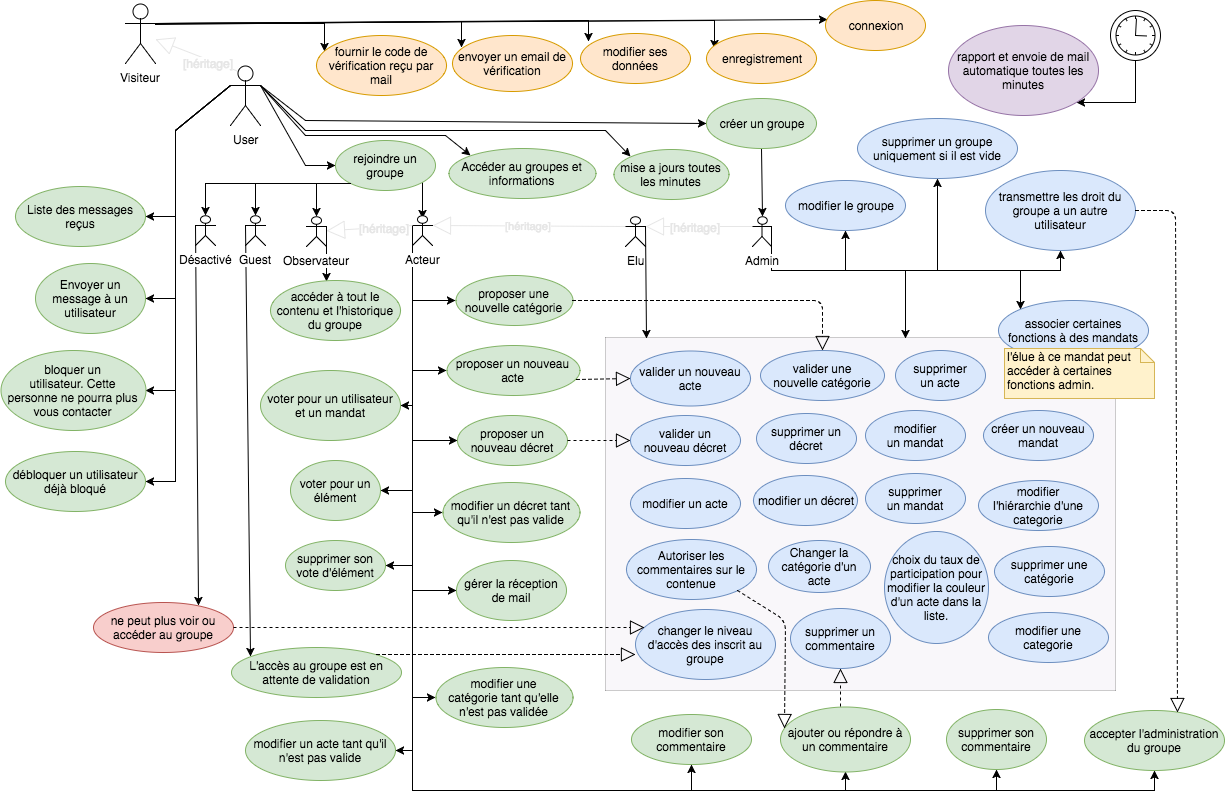 connexion
fournir le code de
vérification reçu par
mail
envoyer un email de
vérification
modifier ses
données
enregistrement
rapport et envoie de mail
automatique toutes les
minutes
Visiteur
[héritage]
User
créer un groupe
supprimer un groupe
uniquement si il est vide
rejoindre un
groupe
Accéder au groupes et
informations
mise a jours toutes
les minutes
modifier le groupe
transmettre les droit du
groupe a un autre
utilisateur
Liste des messages
reçus
[héritage]
[héritage]
[héritage]
Désactivé
Guest
Observateur
Acteur
Elu
Admin
Envoyer un
message à un
utilisateur
accéder à tout le
contenu et l'historique
du groupe
proposer une
nouvelle catégorie
associer certaines
fonctions à des mandats
l'élue à ce mandat peut
accéder à certaines
fonctions admin.
bloquer un
utilisateur. Cette
personne ne pourra plus
vous contacter
proposer un nouveau
acte
valider un nouveau
acte
valider une
nouvelle catégorie
supprimer
un acte
voter pour un utilisateur
et un mandat
proposer un
nouveau décret
valider un
nouveau décret
supprimer un
décret
modifier
un mandat
créer un nouveau
mandat
débloquer un utilisateur
déjà bloqué
voter pour un
élément
modifier un décret tant
qu'il n'est pas valide
modifier un acte
modifier un décret
supprimer
un mandat
modifier
l'hiérarchie d'une
categorie
supprimer son
vote d'élément
gérer la réception
de mail
Autoriser les
commentaires sur le
contenue
Changer la
catégorie d'un
acte
choix du taux de
participation pour
modifier la couleur
d'un acte dans la
liste.
supprimer une
catégorie
ne peut plus voir ou
accéder au groupe
changer le niveau
d'accès des inscrit au
groupe
supprimer un
commentaire
modifier une
categorie
L'accès au groupe est en
attente de validation
modifier une
catégorie tant qu'elle
n'est pas validée
modifier un acte tant qu'il
n'est pas valide
modifier son
commentaire
ajouter ou répondre à
un commentaire
supprimer son
commentaire
accepter l'administration
du groupe